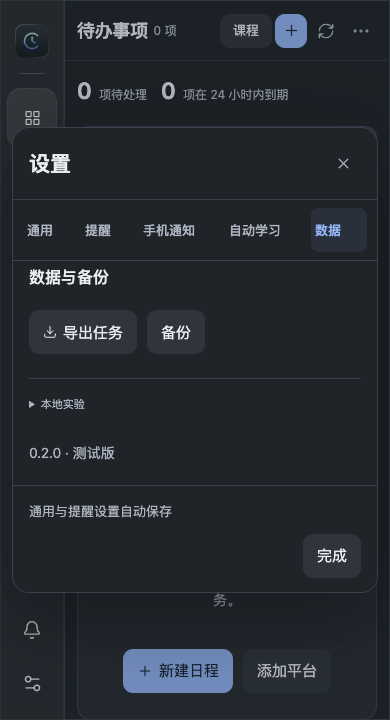 待办事项 0 项
课程
0 项待处理 0 项在 24 小时内到期
设置
通用 提醒 手机通知 自动学习 数据
数据与备份
导出任务 备份
本地实验
0.2.0 · 测试版
通用与提醒设置自动保存
完成
务。
新建日程 添加平台